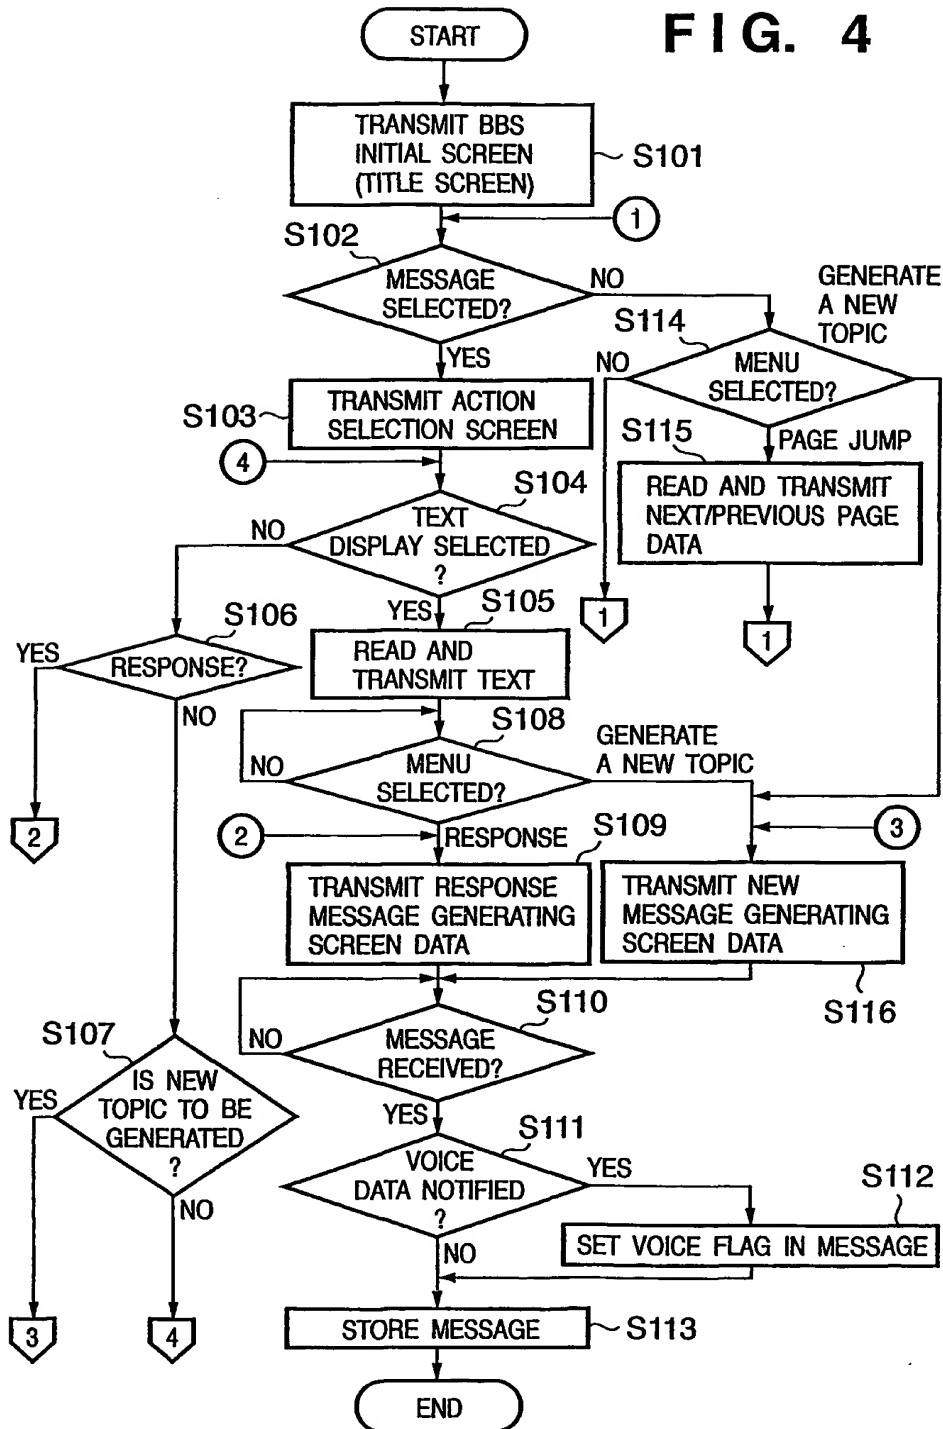 START
FIG. 4
TRANSMIT BBS
INITIAL SCREEN
(TITLE SCREEN)
S101
1
S102
MESSAGE
SELECTED?
NO
YES
GENERATE
A NEW
TOPIC
S114
MENU
SELECTED?
NO
PAGE JUMP
S103
TRANSMIT ACTION
SELECTION SCREEN
S115
READ AND TRANSMIT
NEXT/PREVIOUS PAGE
DATA
1
1
4
S104
TEXT
DISPLAY SELECTED
?
NO
YES
S106
RESPONSE?
YES
NO
2
S105
READ AND
TRANSMIT TEXT
S108
MENU
SELECTED?
NO
GENERATE
A NEW TOPIC
2
RESPONSE
3
S109
TRANSMIT RESPONSE
MESSAGE GENERATING
SCREEN DATA
TRANSMIT NEW
MESSAGE GENERATING
SCREEN DATA
S116
S110
MESSAGE
RECEIVED?
NO
YES
S107
IS NEW
TOPIC TO BE
GENERATED
?
YES
NO
3
4
S111
VOICE
DATA NOTIFIED
?
YES
NO
S112
SET VOICE FLAG IN MESSAGE
STORE MESSAGE
S113
END